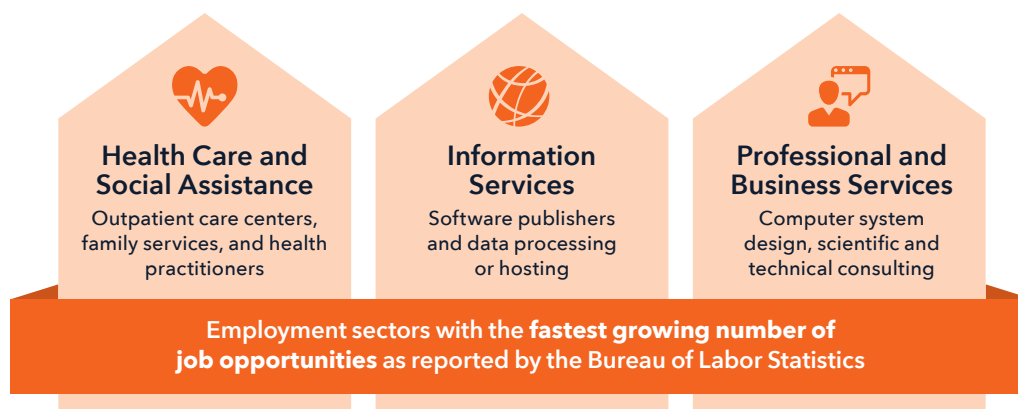 Health Care and
Social Assistance
Outpatient care centers,
family services, and health
practitioners
Information
Services
Software publishers
and data processing
or hosting
Professional and
Business Services
Computer system
design, scientific and
technical consulting
Employment sectors with the fastest growing number of
job opportunities as reported by the Bureau of Labor Statistics